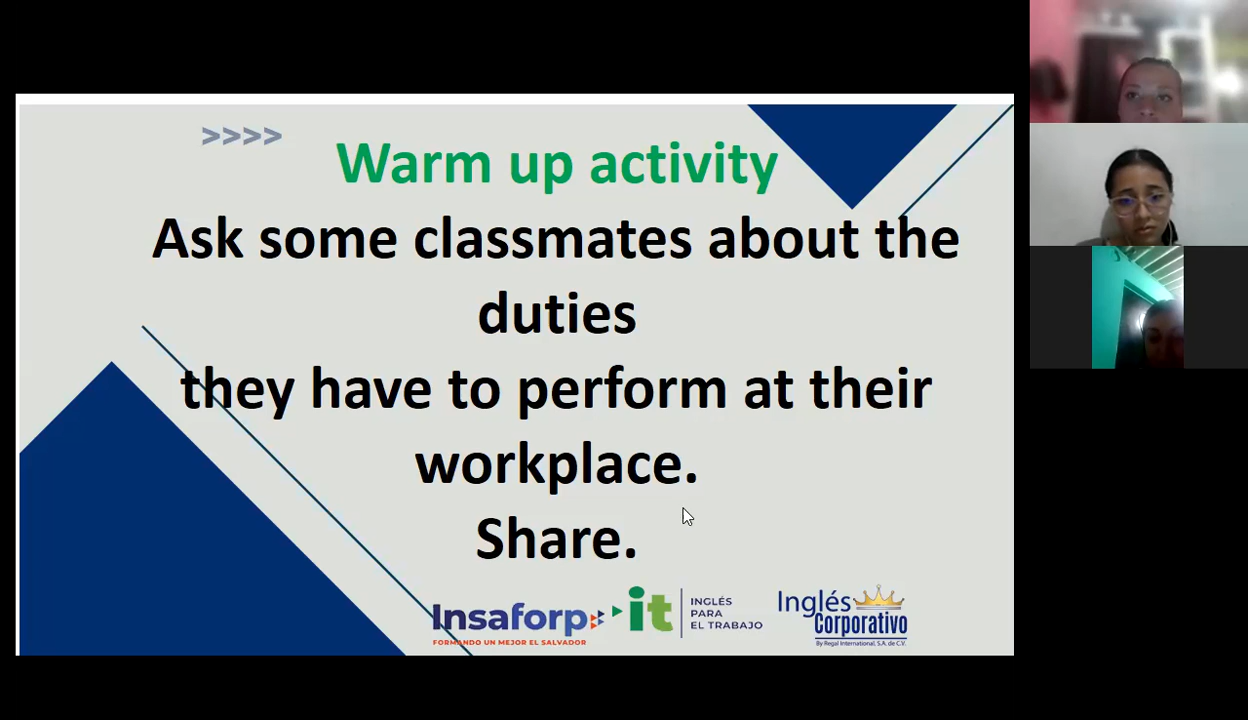 >>>>
Warm up activity
Ask some classmates about the
duties
they have to perform at their
workplace.
Share.
Insaforp
FORMANDO UN MEJOR EL SALVADOR
it
INGLÉS
PARA
EL TRABAJO
Inglés
Corporativo
By Regal International, S.A. de C.V.